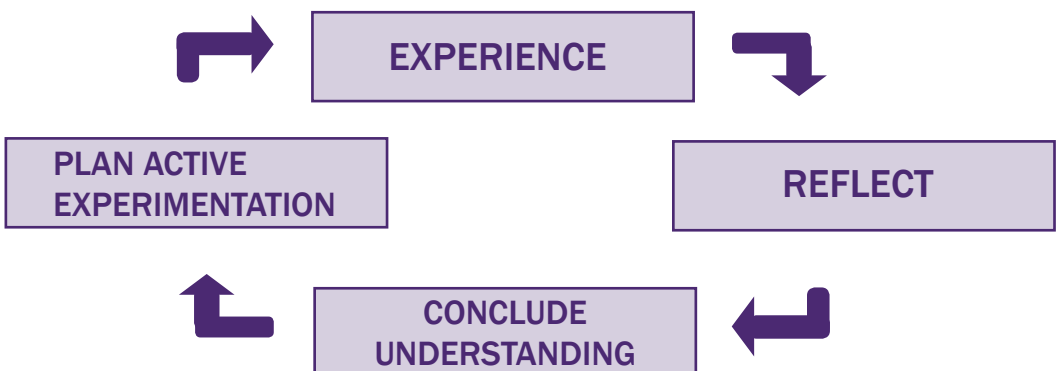 EXPERIENCE
PLAN ACTIVE
EXPERIMENTATION
REFLECT
CONCLUDE
UNDERSTANDING